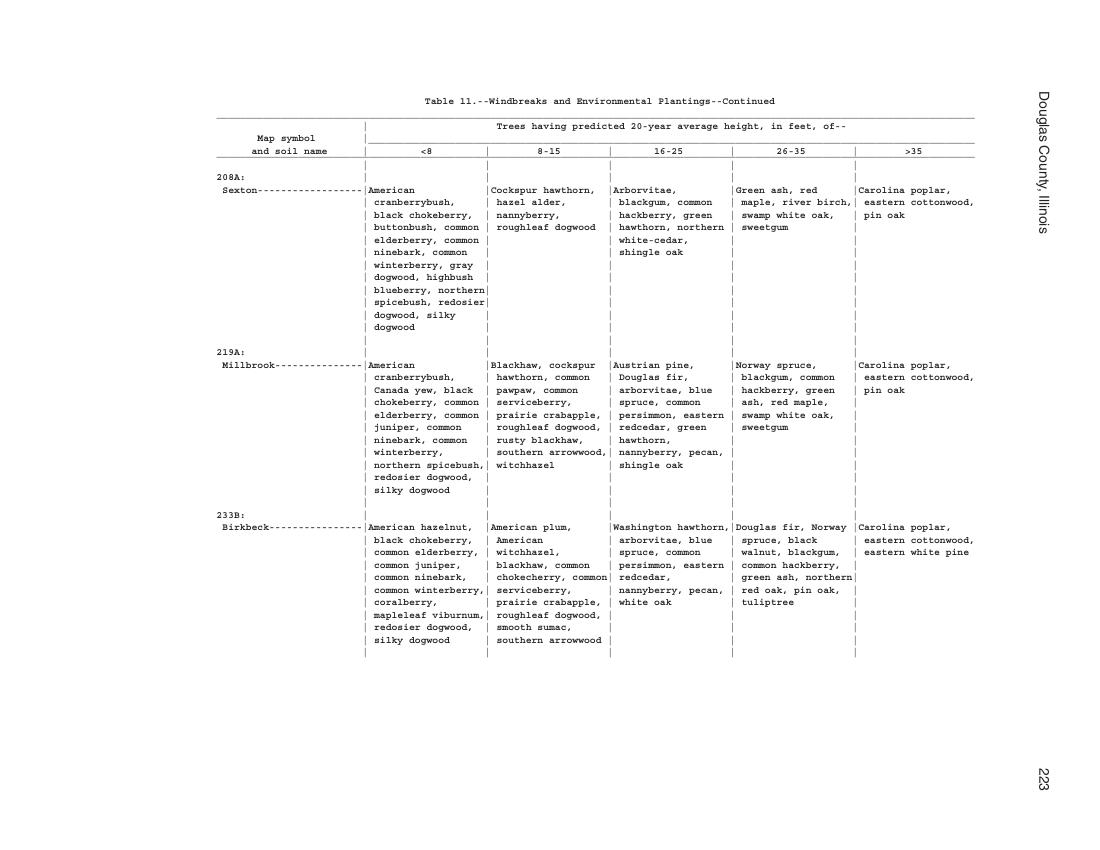 Douglas County, Illinois
Table 11.--Windbreaks and Environmental Plantings--Continued
Trees having predicted 20-year average height, in feet, of--
Map symbol
and soil name | <8 | 8-15 | 16-25 | 26-35 | >35
208A:
Sexton------------------|American |Cockspur hawthorn, |Arborvitae, |Green ash, red |Carolina poplar,
cranberrybush, | hazel alder, | blackgum, common | maple, river birch,| eastern cottonwood,
black chokeberry, | nannyberry, | hackberry, green | swamp white oak, | pin oak
buttonbush, common | roughleaf dogwood | hawthorn, northern | sweetgum
elderberry, common | white-cedar,
ninebark, common | shingle oak
winterberry, gray
dogwood, highbush
blueberry, northern
spicebush, redosier
dogwood, silky
dogwood
219A:
Millbrook---------------|American |Blackhaw, cockspur |Austrian pine, |Norway spruce, |Carolina poplar,
cranberrybush, | hawthorn, common | Douglas fir, | blackgum, common | eastern cottonwood,
Canada yew, black | pawpaw, common | arborvitae, blue | hackberry, green | pin oak
chokeberry, common | serviceberry, | spruce, common | ash, red maple,
elderberry, common | prairie crabapple, | persimmon, eastern | swamp white oak,
juniper, common | roughleaf dogwood, | redcedar, green | sweetgum
ninebark, common | rusty blackhaw, | hawthorn,
winterberry, | southern arrowwood, | nannyberry, pecan,
northern spicebush, | witchhazel | shingle oak
redosier dogwood,
silky dogwood
233B:
Birkbeck----------------|American hazelnut, |American plum, |Washington hawthorn,|Douglas fir, Norway |Carolina poplar,
black chokeberry, | American | arborvitae, blue | spruce, black | eastern cottonwood,
common elderberry, | witchhazel, | spruce, common | walnut, blackgum, | eastern white pine
common juniper, | blackhaw, common | persimmon, eastern | common hackberry,
common ninebark, | chokecherry, common| redcedar, | green ash, northern
common winterberry, | serviceberry, | nannyberry, pecan, | red oak, pin oak,
coralberry, | prairie crabapple, | white oak | tuliptree
mapleleaf viburnum, | roughleaf dogwood,
redosier dogwood, | smooth sumac,
silky dogwood | southern arrowwood
223